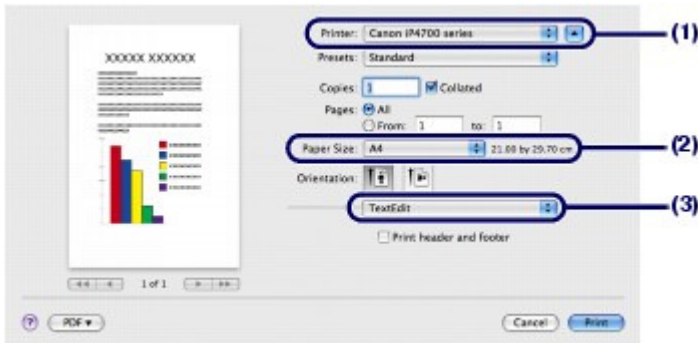 Printer: Canon iP4700 series (1)
XXXXX XXXXXX
Presets: Standard
Copies: 1 Collated
Pages: All
From: 1 to: 1
Paper Size: A4 21.00 by 29.70 cm (2)
Orientation:
TextEdit (3)
Print header and footer
1 of 1
? PDF ▾ Cancel Print